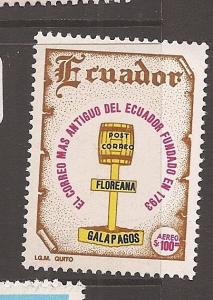 Ecuador
EL CORREO MAS ANTIGUO DEL ECUADOR FUNDADO EN 1793
POST
CORREO
FLOREANA
GALAPAGOS
AEREO
S/.100°°
I.G.M. QUITO